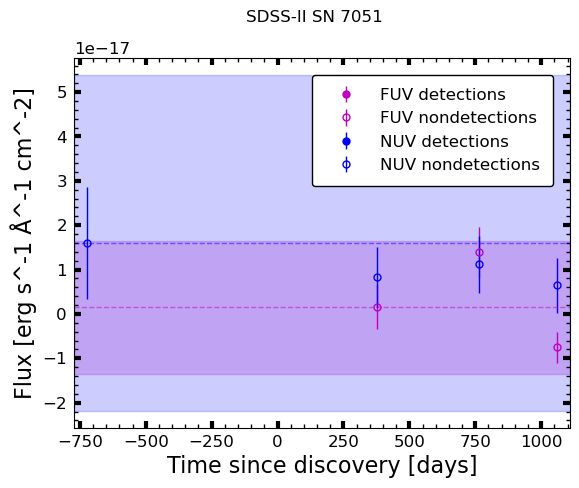 SDSS-II SN 7051
1e−17
FUV detections
FUV nondetections
NUV detections
NUV nondetections
5
4
3
2
1
0
−1
−2
Flux [erg s^-1 Å^-1 cm^-2]
−750 −500 −250 0 250 500 750 1000
Time since discovery [days]